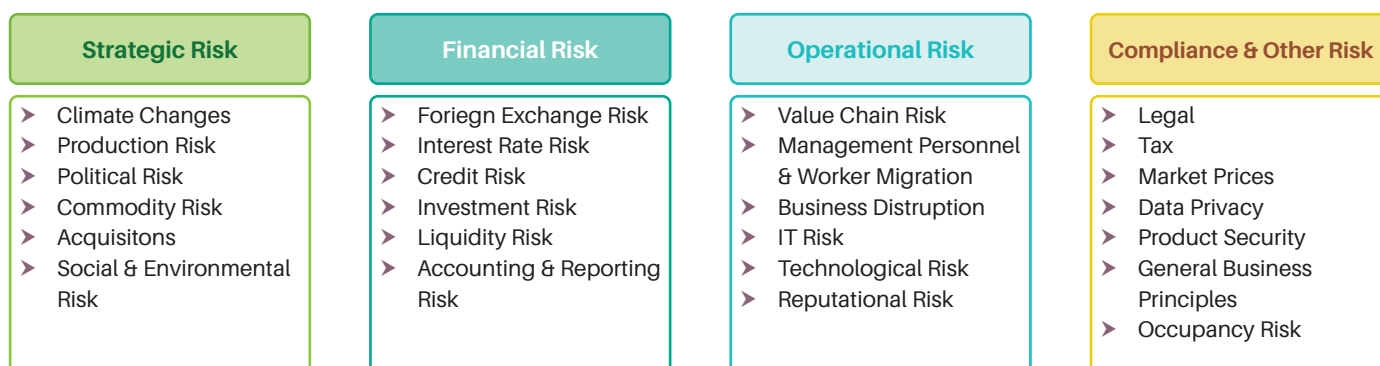 Strategic Risk
Climate Changes
Production Risk
Political Risk
Commodity Risk
Acquisitons
Social & Environmental
Risk
Financial Risk
Foriegn Exchange Risk
Interest Rate Risk
Credit Risk
Investment Risk
Liquidity Risk
Accounting & Reporting
Risk
Operational Risk
Value Chain Risk
Management Personnel
& Worker Migration
Business Distruption
IT Risk
Technological Risk
Reputational Risk
Compliance & Other Risk
Legal
Tax
Market Prices
Data Privacy
Product Security
General Business
Principles
Occupancy Risk